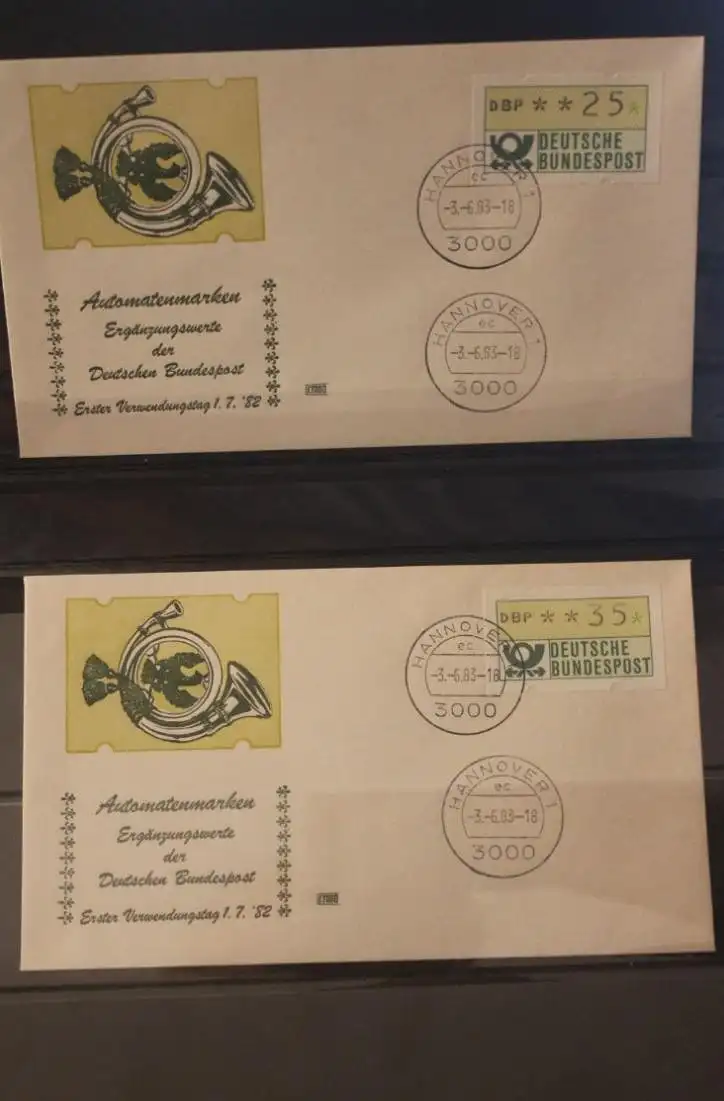 DBP * * 25*
DEUTSCHE
BUNDESPOST
HANNOVER 1
ec
-3.-6.83-18
3000
HANNOVER 1
ec
-3.-6.83-18
3000
Automatenmarken
Ergänzungswerte
der
Deutschen Bundespost
Erster Verwendungstag 1. 7. '82
DBP * * 35*
DEUTSCHE
BUNDESPOST
HANNOVER
ec
-3.-6.83-18
3000
HANNOVER 1
ec
-3.-6.83-18
3000
Automatenmarken
Ergänzungswerte
der
Deutschen Bundespost
Erster Verwendungstag 1. 7. '82